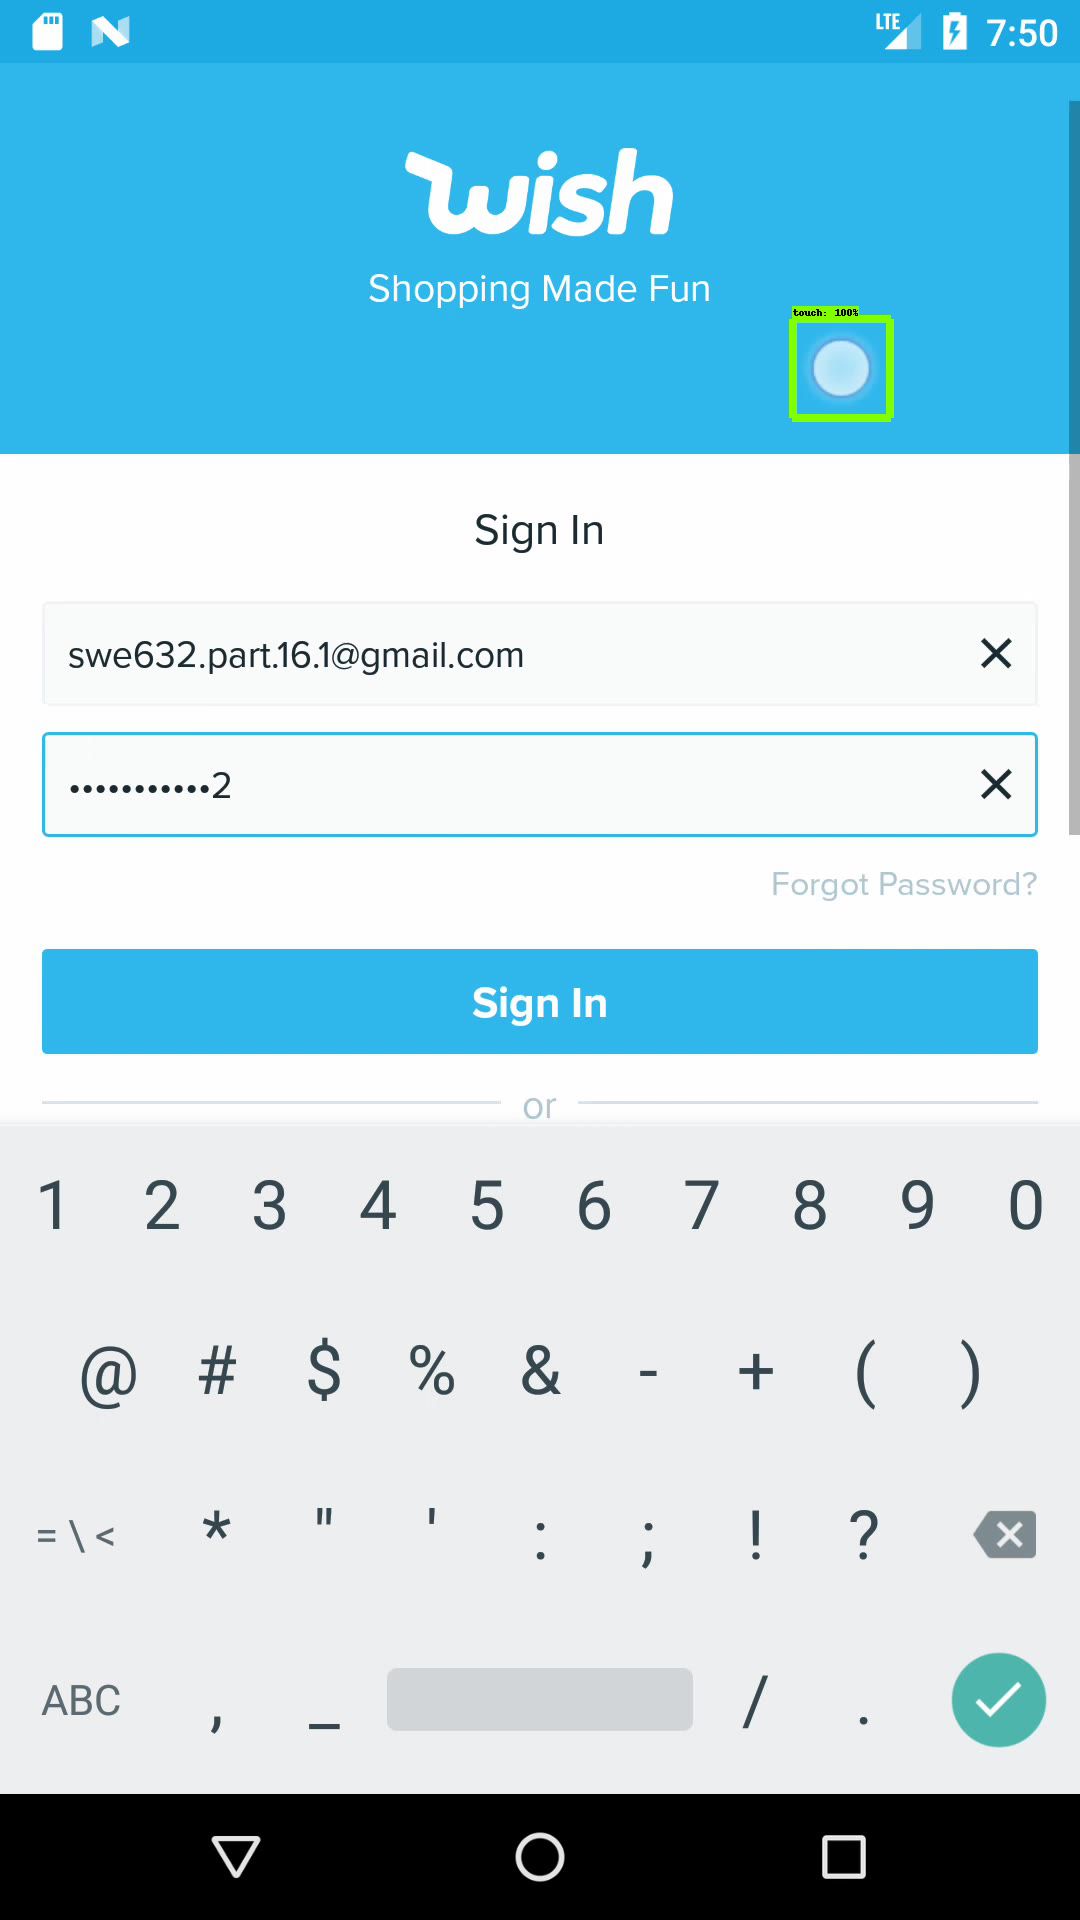 LTE 7:50
wish
Shopping Made Fun
touch: 100%
Sign In
swe632.part.16.1@gmail.com
•••••••••••2
Forgot Password?
Sign In
or
1 2 3 4 5 6 7 8 9 0
@ # $ % & - + ( )
= \ < * " ' : ; ! ?
ABC , _ / .